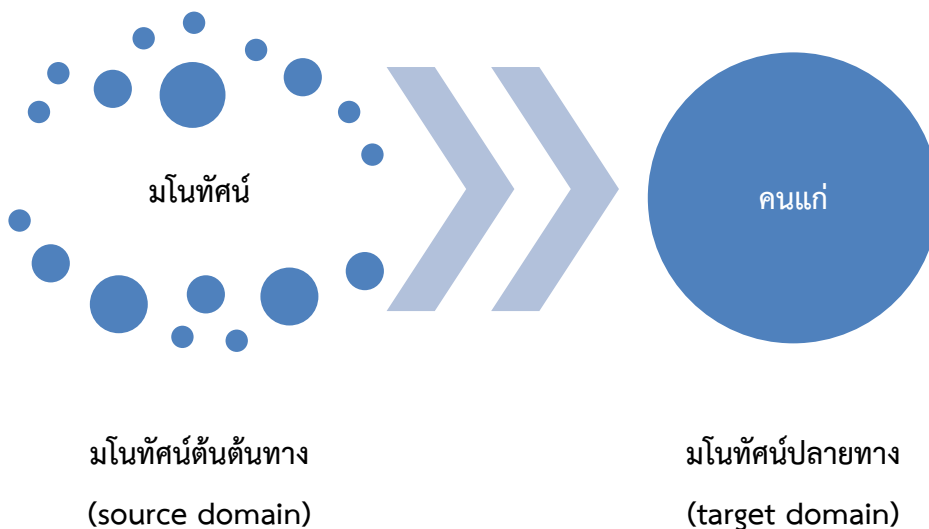 มโนทัศน์
คนแก่
มโนทัศน์ต้นต้นทาง
(source domain)
มโนทัศน์ปลายทาง
(target domain)